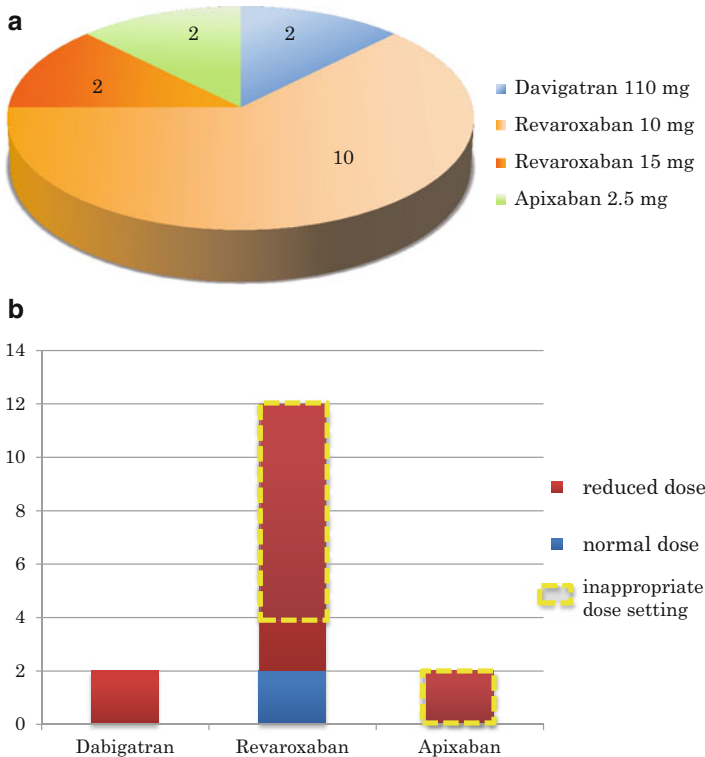 a
2
2
2
10
Davigatran 110 mg
Revaroxaban 10 mg
Revaroxaban 15 mg
Apixaban 2.5 mg
b
14
12
10
8
6
4
2
0
Dabigatran
Revaroxaban
Apixaban
reduced dose
normal dose
inappropriate
dose setting